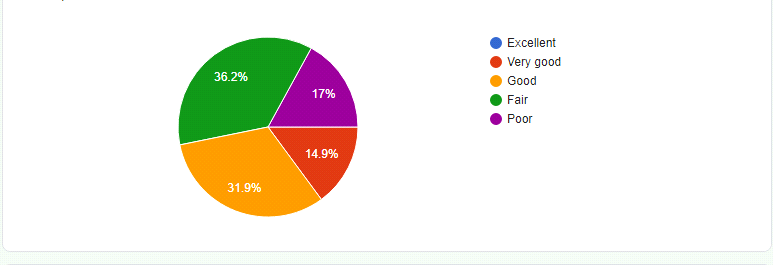 36.2%
17%
14.9%
31.9%
Excellent
Very good
Good
Fair
Poor